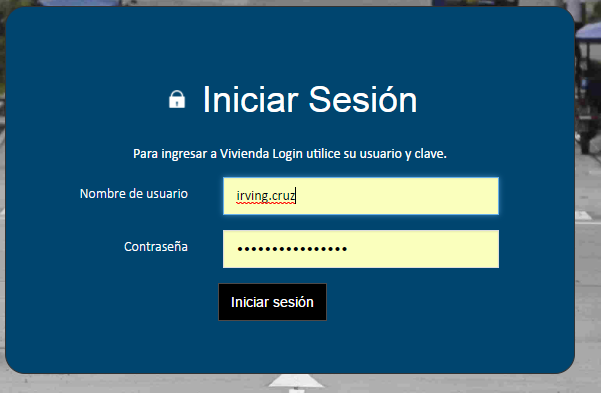 Iniciar Sesión
Para ingresar a Vivienda Login utilice su usuario y clave.
Nombre de usuario irving.cruz
Contraseña ••••••••••••••••
Iniciar sesión